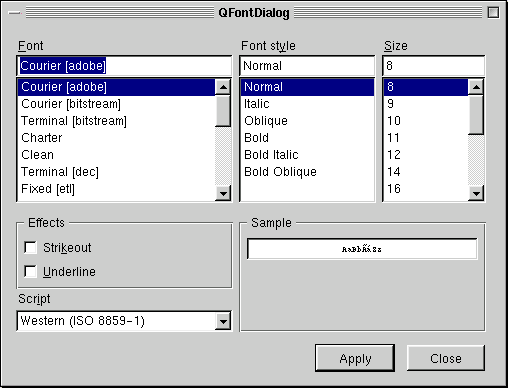 QFontDialog
Font
Font style
Size
Courier [adobe]
Normal
8
Courier [adobe]
Courier [bitstream]
Terminal [bitstream]
Charter
Clean
Terminal [dec]
Fixed [etl]
Normal
Italic
Oblique
Bold
Bold Italic
Bold Oblique
8
9
10
11
12
14
16
Effects
Strikeout
Underline
Sample
AaBbÃáZz
Script
Western (ISO 8859-1)
Apply
Close